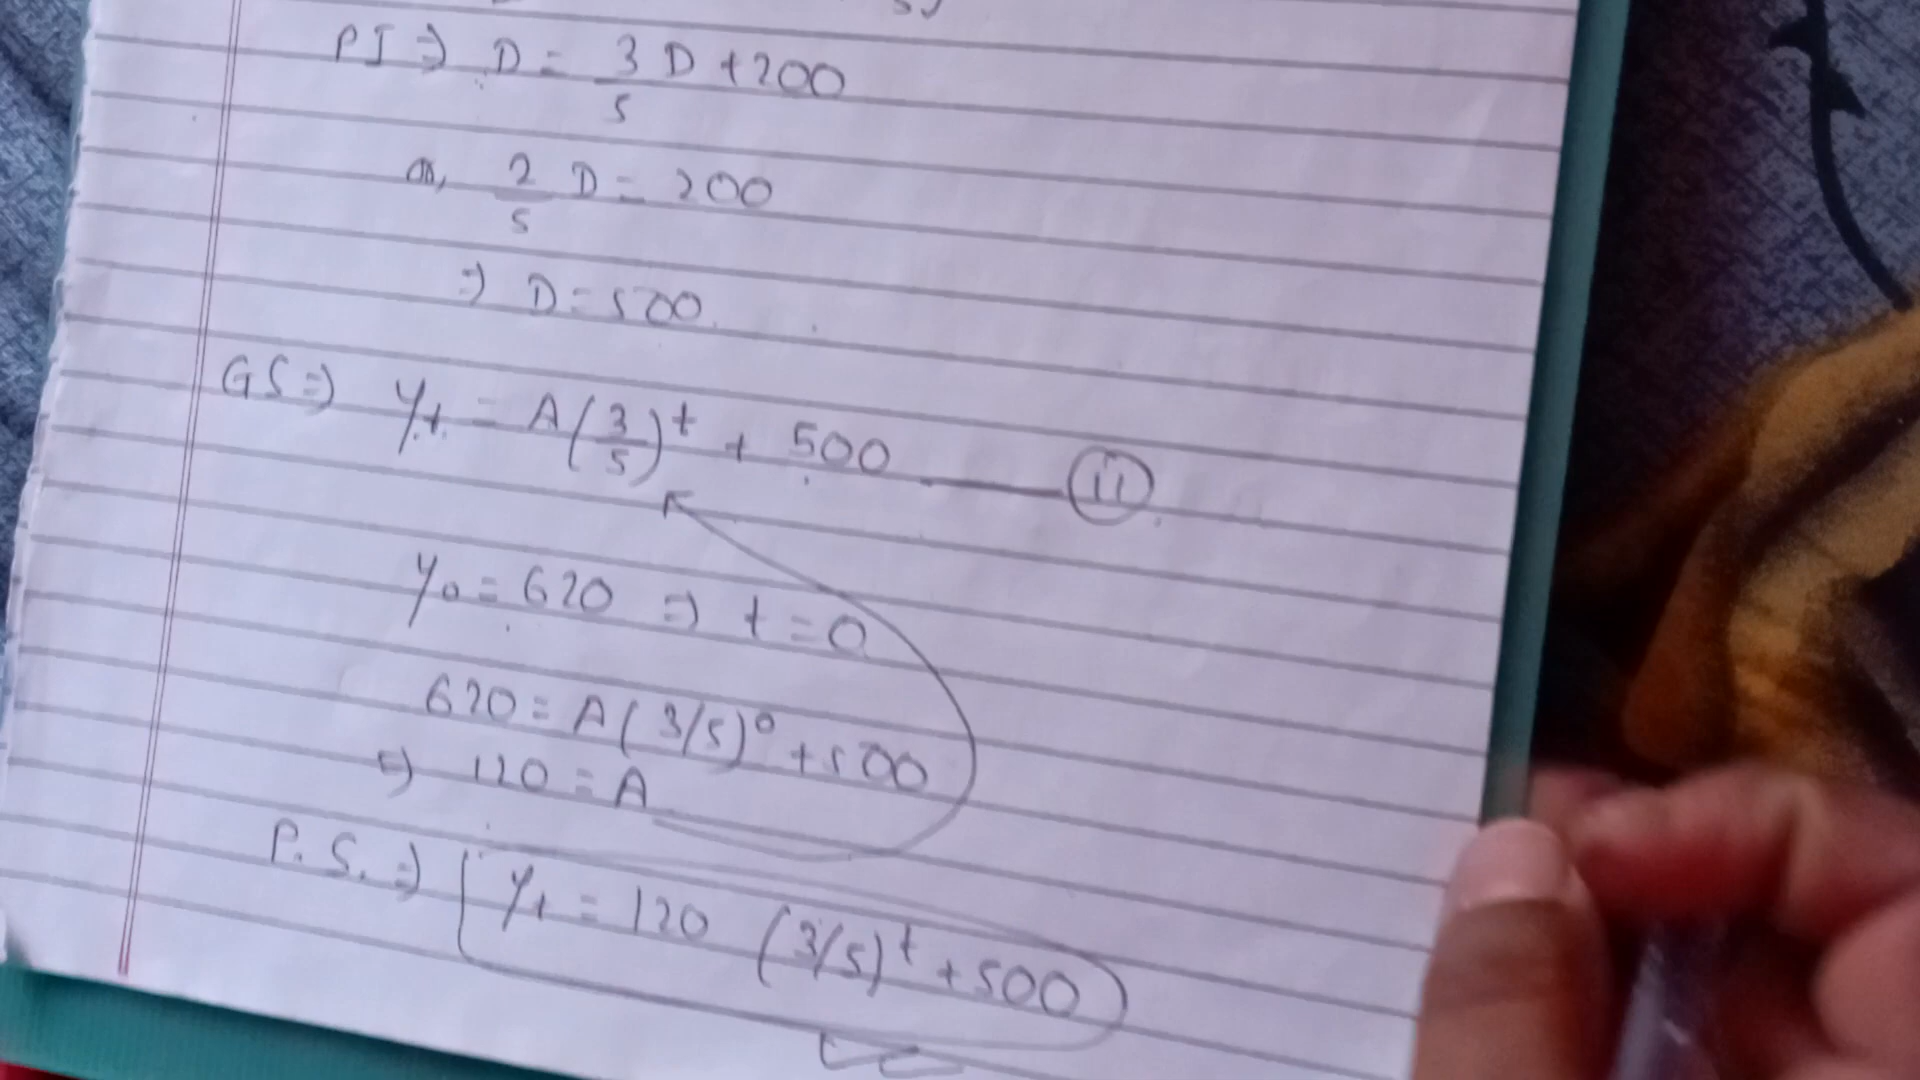 PI ⇒ D = 3/5 D + 200
or, 2/5 D = 200
⇒ D = 500
GS ⇒ yt = A(3/5)^t + 500 —— (ii)
y0 = 620 ⇒ t = 0
620 = A(3/5)^0 + 500
⇒ 120 = A
P.S. ⇒ yt = 120 (3/5)^t + 500